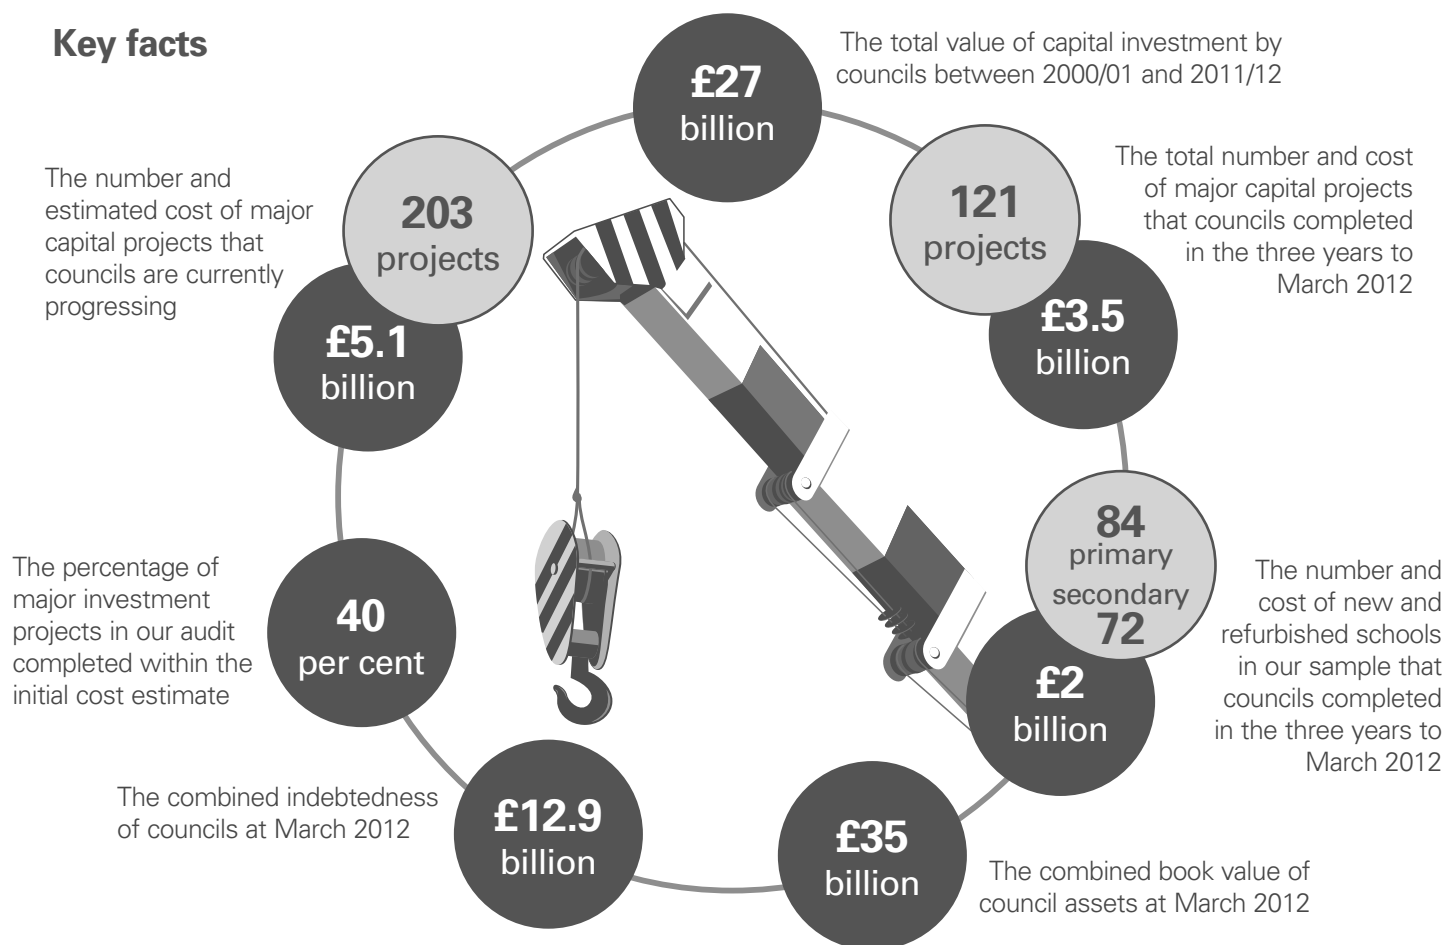 Key facts
£27
billion
The total value of capital investment by
councils between 2000/01 and 2011/12
121
projects
£3.5
billion
The total number and cost
of major capital projects
that councils completed
in the three years to
March 2012
84
primary
secondary
72
£2
billion
The number and
cost of new and
refurbished schools
in our sample that
councils completed
in the three years to
March 2012
£35
billion
The combined book value of
council assets at March 2012
£12.9
billion
The combined indebtedness
of councils at March 2012
40
per cent
The percentage of
major investment
projects in our audit
completed within the
initial cost estimate
203
projects
£5.1
billion
The number and
estimated cost of major
capital projects that
councils are currently
progressing